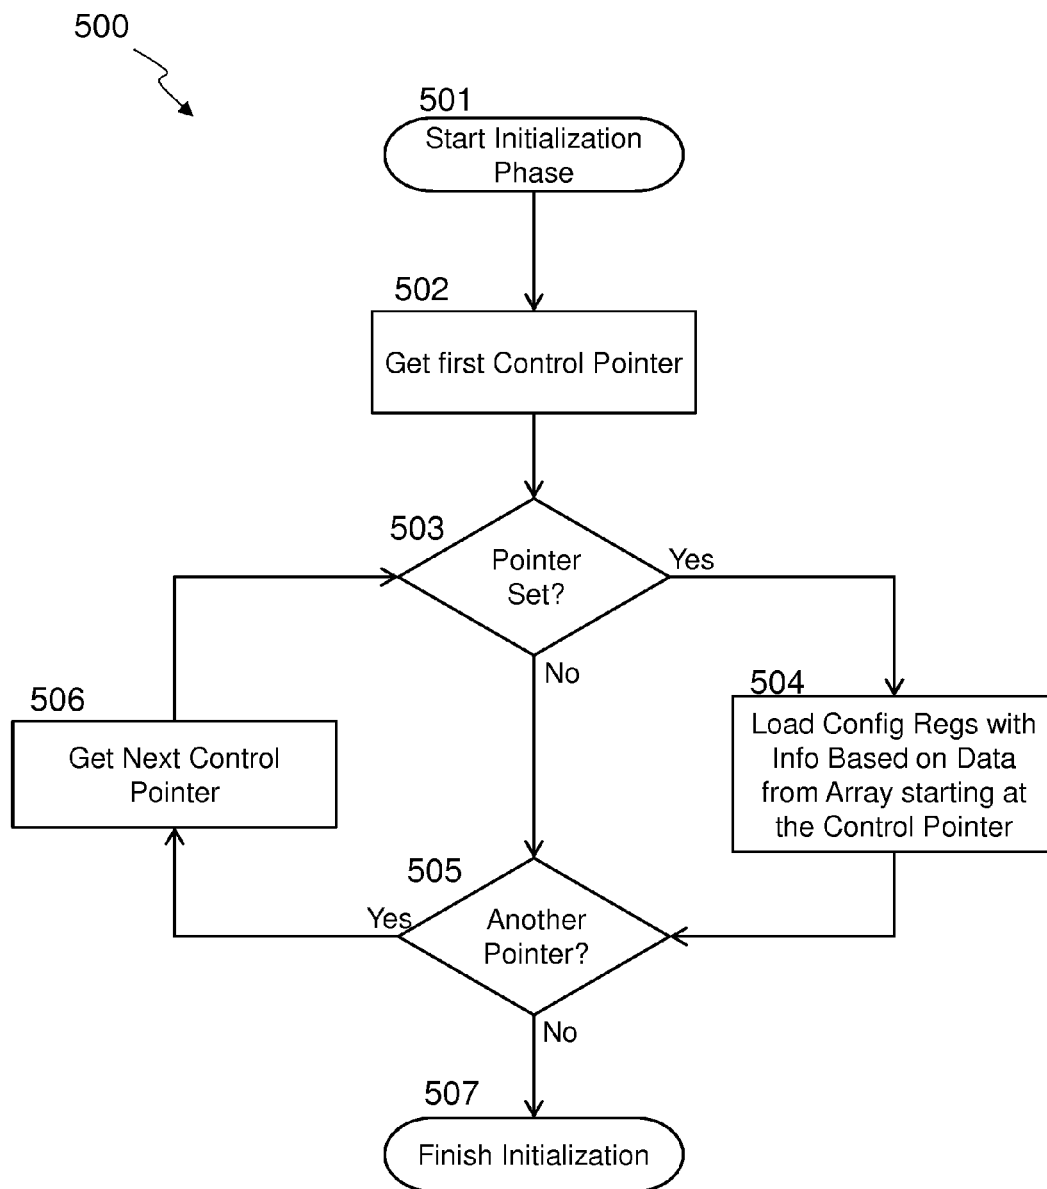 500
501
Start Initialization
Phase
502
Get first Control Pointer
503
Pointer
Set?
Yes
No
504
Load Config Regs with
Info Based on Data
from Array starting at
the Control Pointer
506
Get Next Control
Pointer
505
Another
Pointer?
Yes
No
507
Finish Initialization